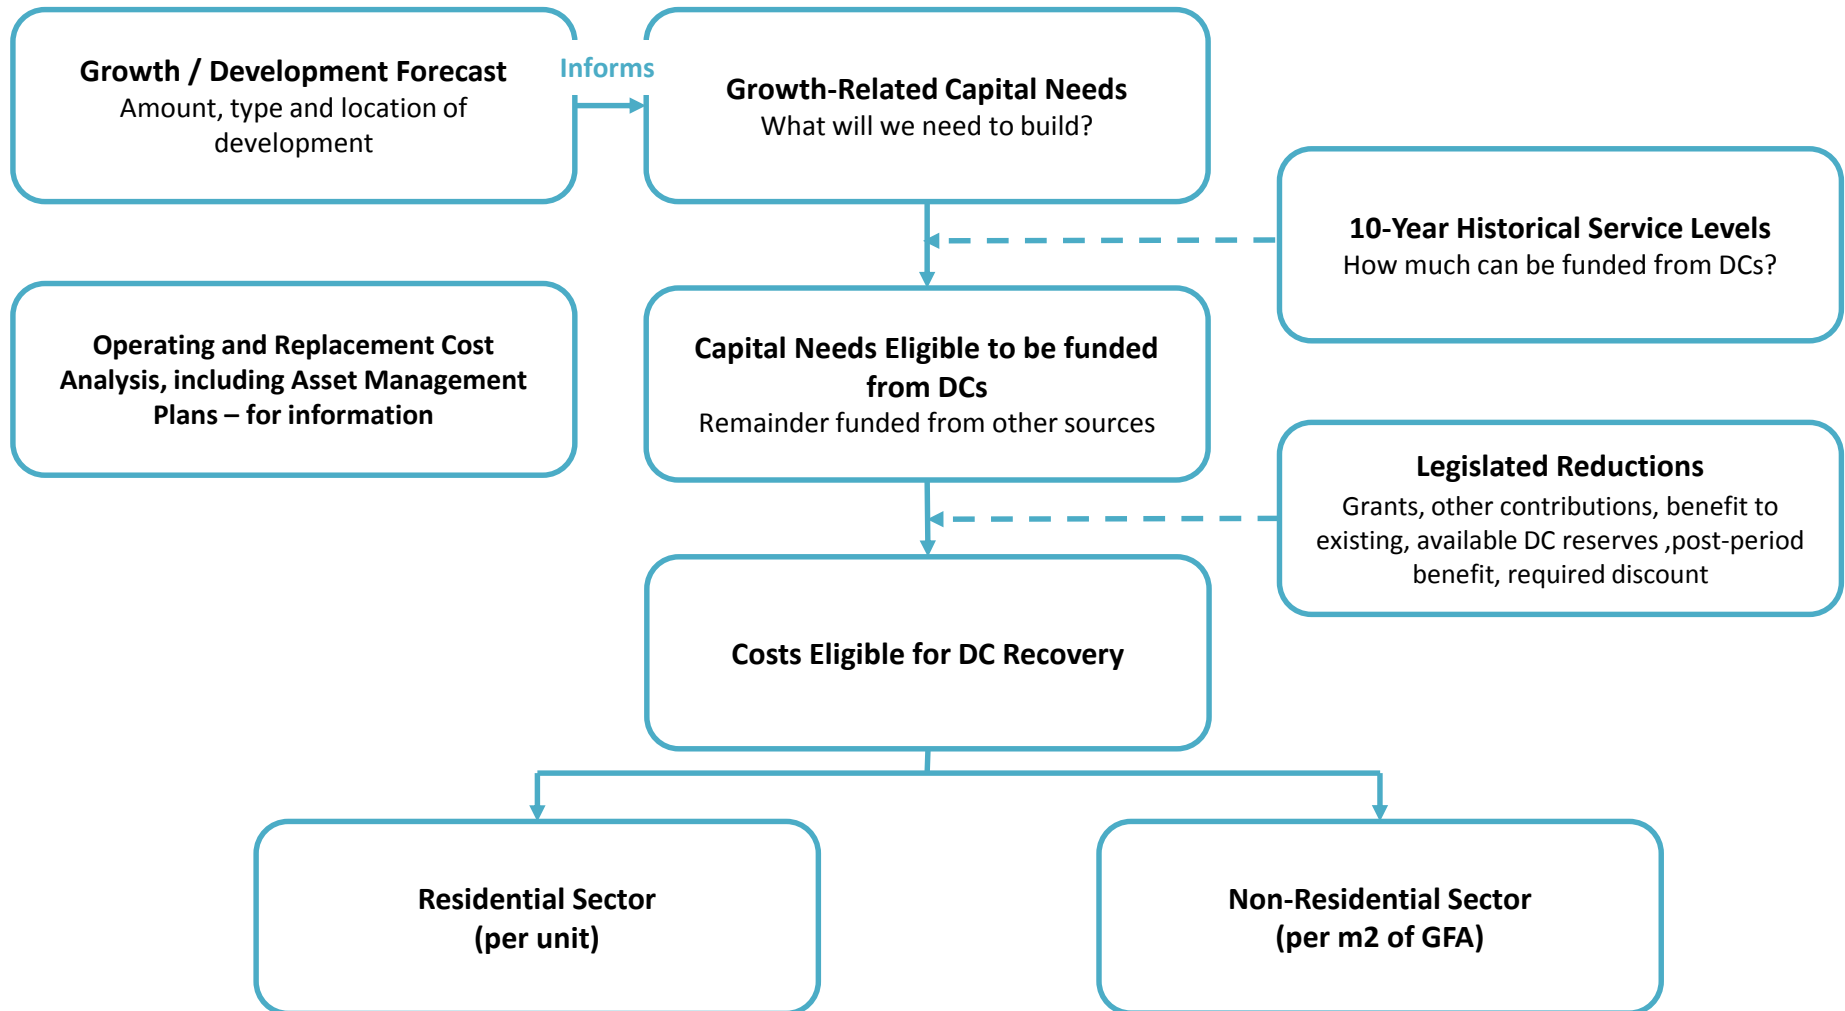 Growth / Development Forecast
Amount, type and location of
development
Informs
Growth-Related Capital Needs
What will we need to build?
10-Year Historical Service Levels
How much can be funded from DCs?
Operating and Replacement Cost
Analysis, including Asset Management
Plans – for information
Capital Needs Eligible to be funded
from DCs
Remainder funded from other sources
Legislated Reductions
Grants, other contributions, benefit to
existing, available DC reserves ,post-period
benefit, required discount
Costs Eligible for DC Recovery
Residential Sector
(per unit)
Non-Residential Sector
(per m2 of GFA)